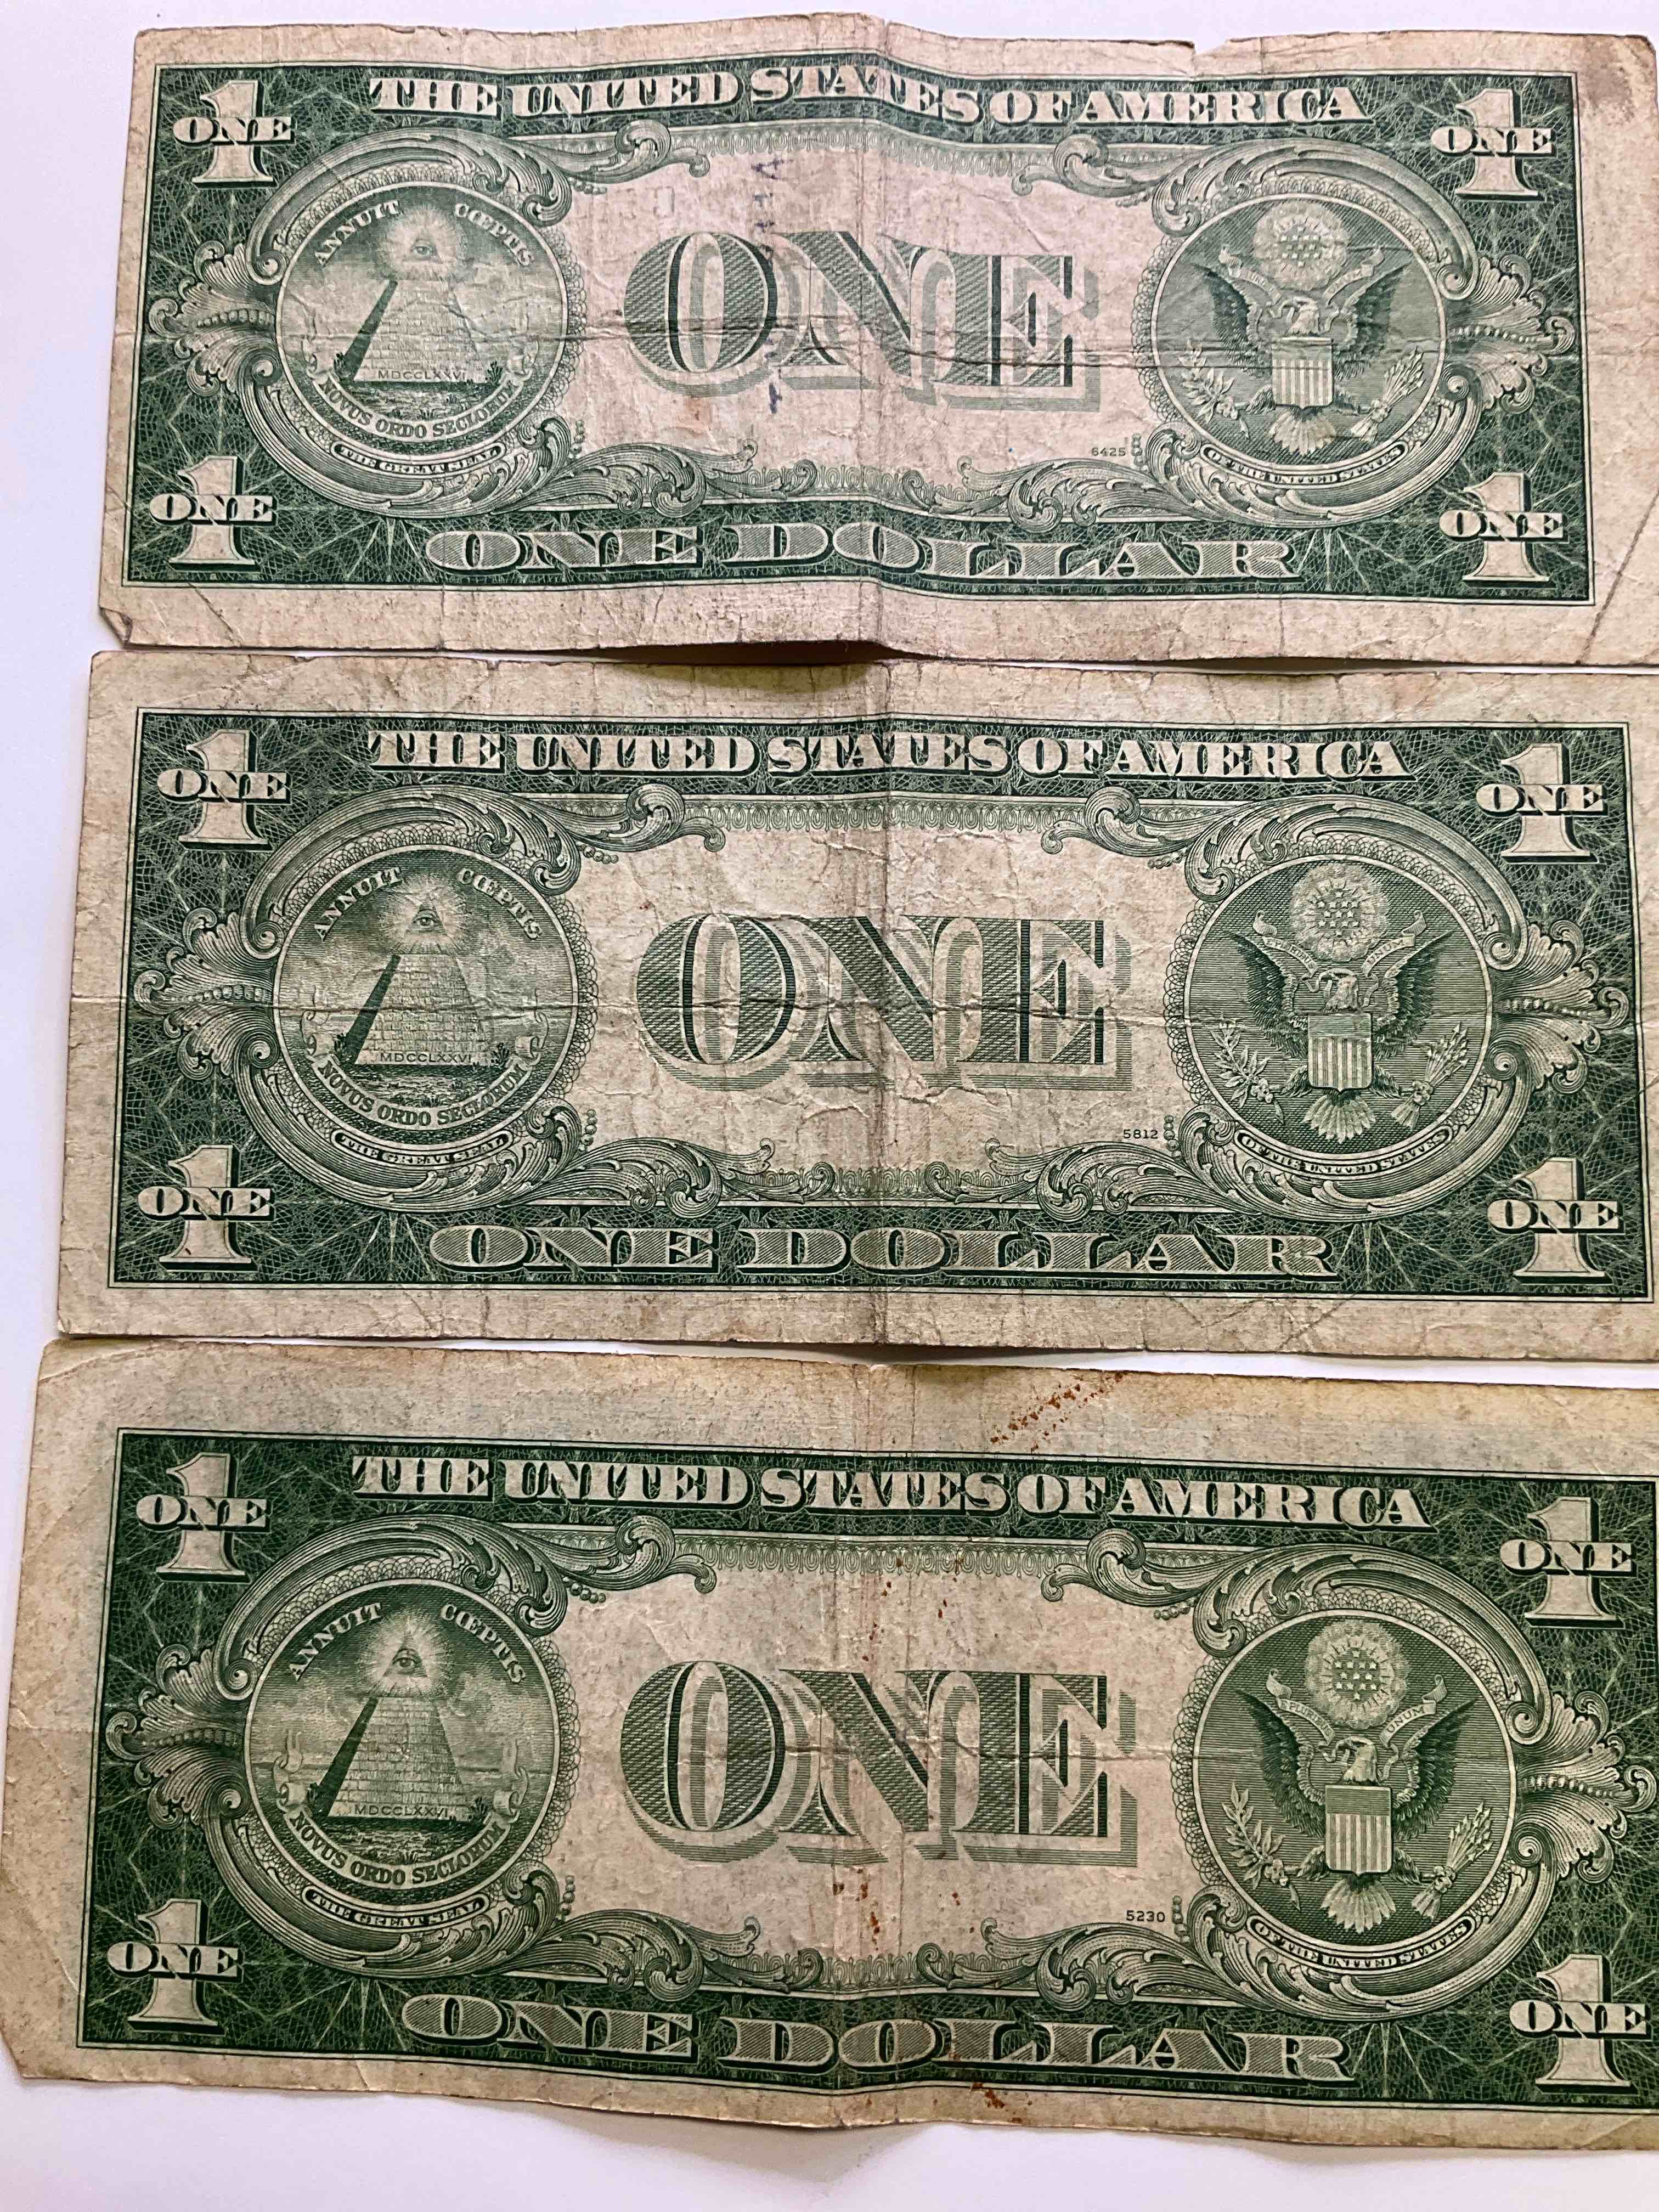 THE UNITED STATES OF AMERICA
1 ONE
1 ONE
ANNUIT CŒPTIS
ONE
MDCCLXXVI
NOVUS ORDO SECLORUM
THE GREAT SEAL
6425
OF THE UNITED STATES
1 ONE
1 ONE
ONE DOLLAR
THE UNITED STATES OF AMERICA
1 ONE
1 ONE
ANNUIT CŒPTIS
E PLURIBUS UNUM
ONE
MDCCLXXVI
NOVUS ORDO SECLORUM
THE GREAT SEAL
5812
OF THE UNITED STATES
1 ONE
1 ONE
ONE DOLLAR
THE UNITED STATES OF AMERICA
1 ONE
1 ONE
ANNUIT CŒPTIS
E PLURIBUS UNUM
ONE
MDCCLXXVI
NOVUS ORDO SECLORUM
THE GREAT SEAL
5230
OF THE UNITED STATES
1 ONE
1 ONE
ONE DOLLAR